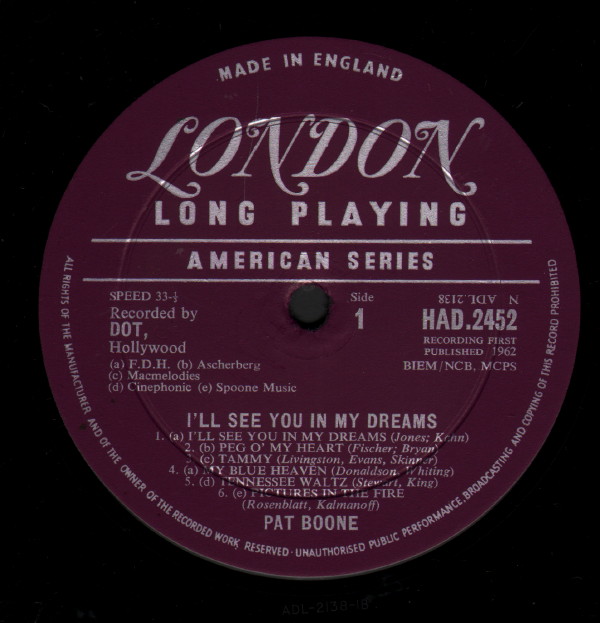 MADE IN ENGLAND
LONDON
LONG PLAYING
AMERICAN SERIES
SPEED 33-⅓
Recorded by
DOT,
Hollywood
(a) F.D.H. (b) Ascherberg
(c) Macmelodies
(d) Cinephonic (e) Spoone Music
Side
1
N ADL.2138
HAD.2452
RECORDING FIRST
PUBLISHED 1962
BIEM/NCB, MCPS
I'LL SEE YOU IN MY DREAMS
1. (a) I'LL SEE YOU IN MY DREAMS (Jones; Kahn)
2. (b) PEG O' MY HEART (Fischer; Bryan)
3. (c) TAMMY (Livingston, Evans, Skinner)
4. (a) MY BLUE HEAVEN (Donaldson, Whiting)
5. (d) TENNESSEE WALTZ (Stewart, King)
6. (e) PICTURES IN THE FIRE
(Rosenblatt, Kalmanoff)
PAT BOONE
ALL RIGHTS OF THE MANUFACTURER AND OF THE OWNER OF THE RECORDED WORK RESERVED · UNAUTHORISED PUBLIC PERFORMANCE, BROADCASTING AND COPYING OF THIS RECORD PROHIBITED
ADL-2138-1B